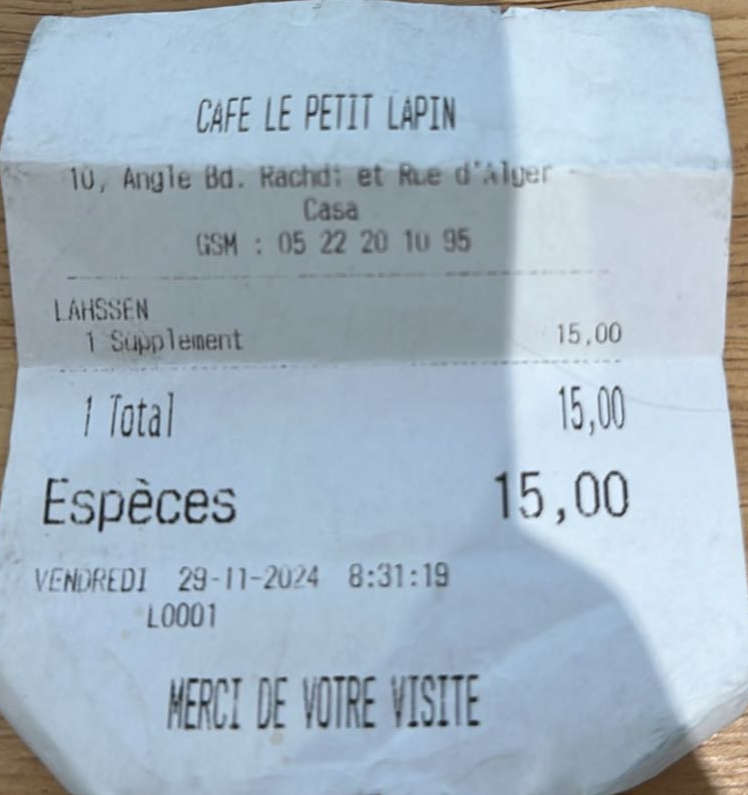 CAFE LE PETIT LAPIN
10, Angle Bd. Rachdi et Rue d'Alger
Casa
GSM : 05 22 20 10 95
LAHSSEN
1 Supplement 15,00
1 Total 15,00
Espèces 15,00
VENDREDI 29-11-2024 8:31:19
L0001
MERCI DE VOTRE VISITE